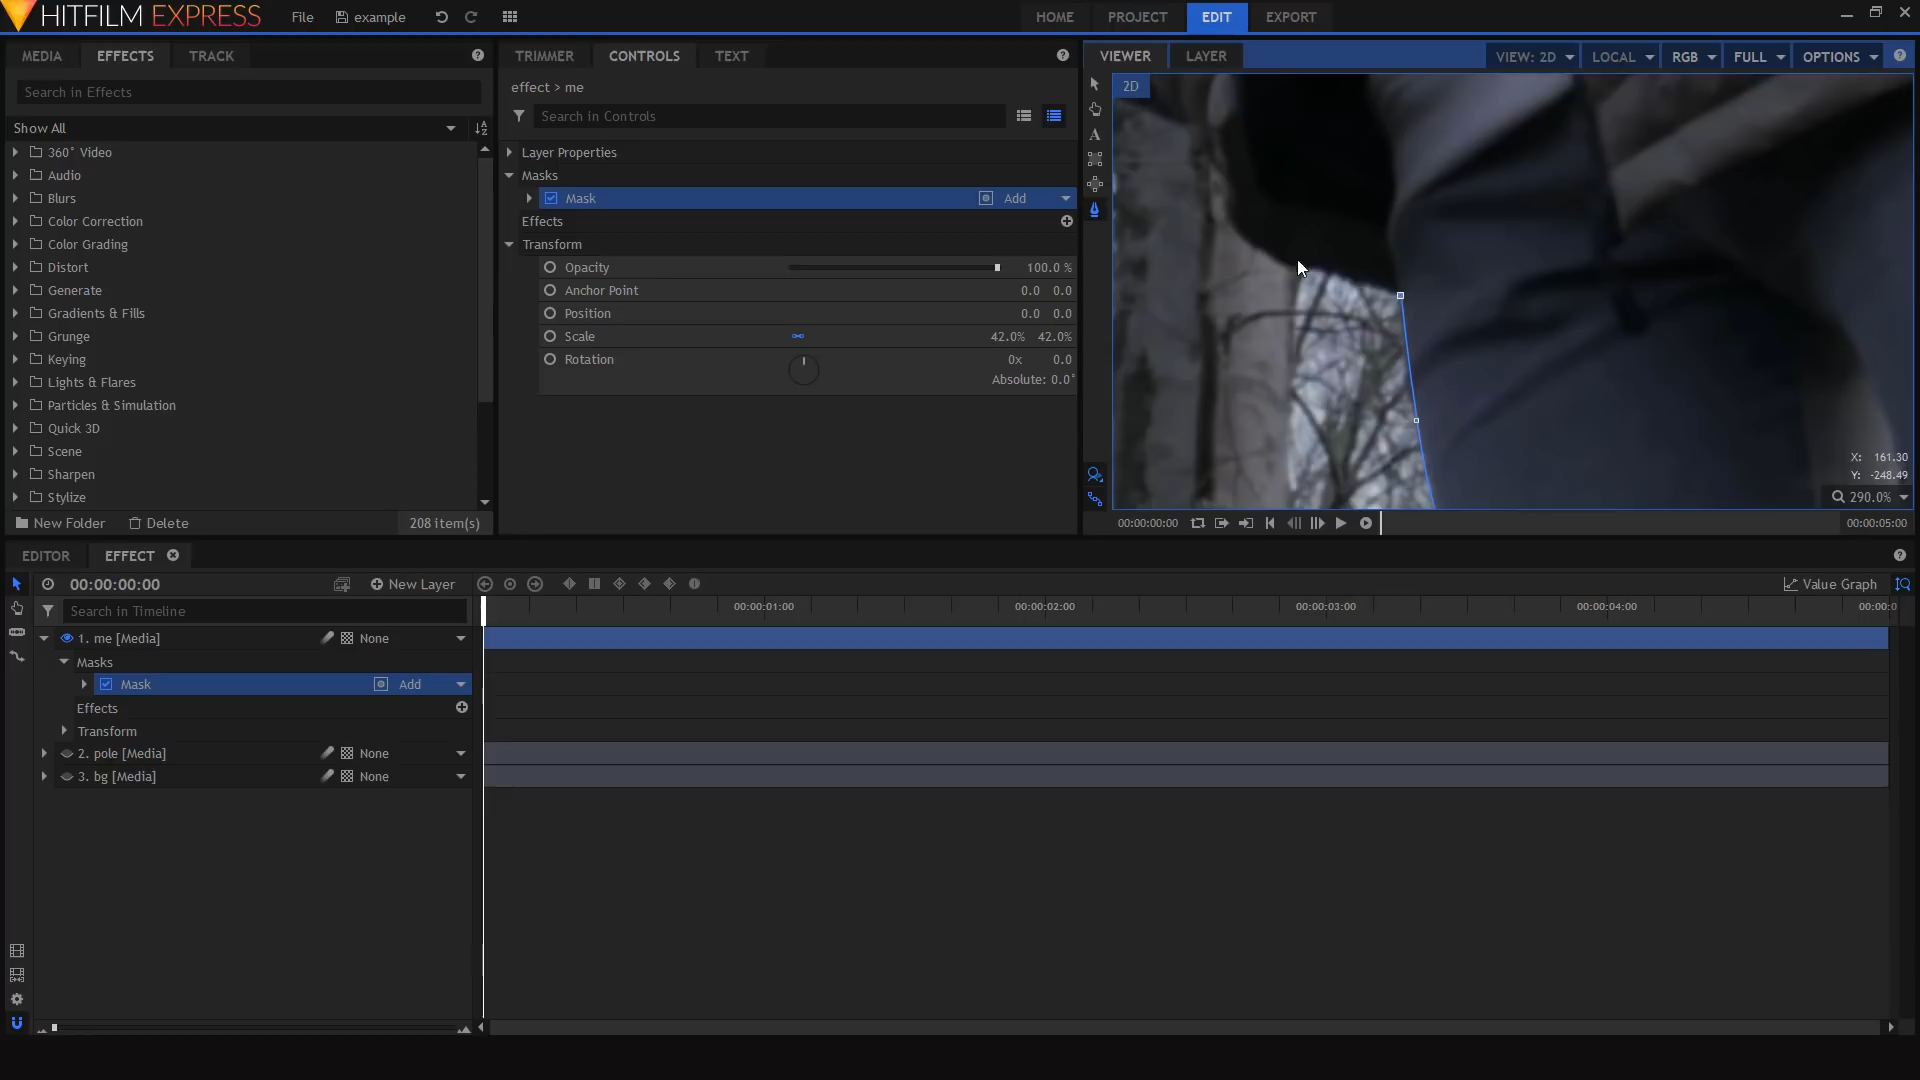 HITFILM EXPRESS
File
example
HOME
PROJECT
EDIT
EXPORT
MEDIA
EFFECTS
TRACK
Search in Effects
Show All
360° Video
Audio
Blurs
Color Correction
Color Grading
Distort
Generate
Gradients & Fills
Grunge
Keying
Lights & Flares
Particles & Simulation
Quick 3D
Scene
Sharpen
Stylize
New Folder
Delete
208 item(s)
TRIMMER
CONTROLS
TEXT
effect > me
Search in Controls
Layer Properties
Masks
Mask
Add
Effects
Transform
Opacity 100.0 %
Anchor Point 0.0 0.0
Position 0.0 0.0
Scale 42.0% 42.0%
Rotation 0x 0.0
Absolute: 0.0°
VIEWER
LAYER
VIEW: 2D
LOCAL
RGB
FULL
OPTIONS
2D
X: 161.30
Y: -248.49
290.0%
00:00:00:00
00:00:05:00
EDITOR
EFFECT
00:00:00:00
New Layer
Value Graph
Search in Timeline
00:00:01:00
00:00:02:00
00:00:03:00
00:00:04:00
00:00:0
1. me [Media] None
Masks
Mask Add
Effects
Transform
2. pole [Media] None
3. bg [Media] None